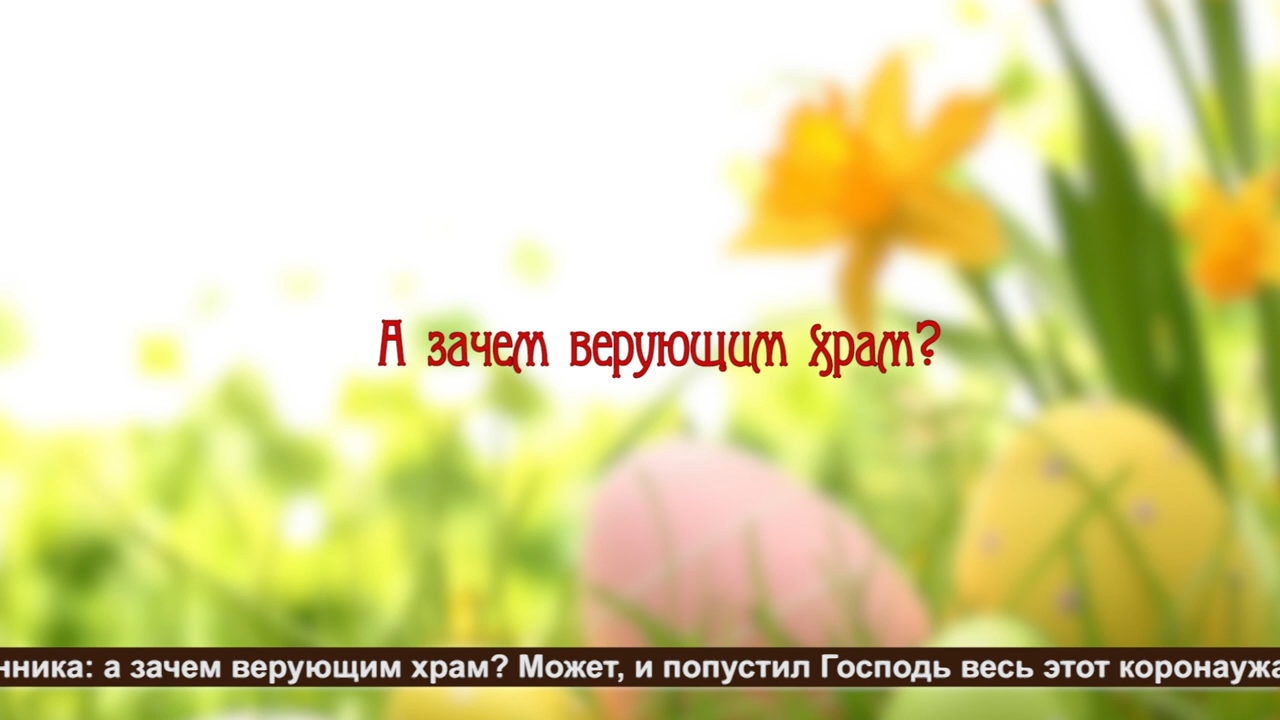 А зачем верующим храм?
нника: а зачем верующим храм? Может, и попустил Господь весь этот коронаужа